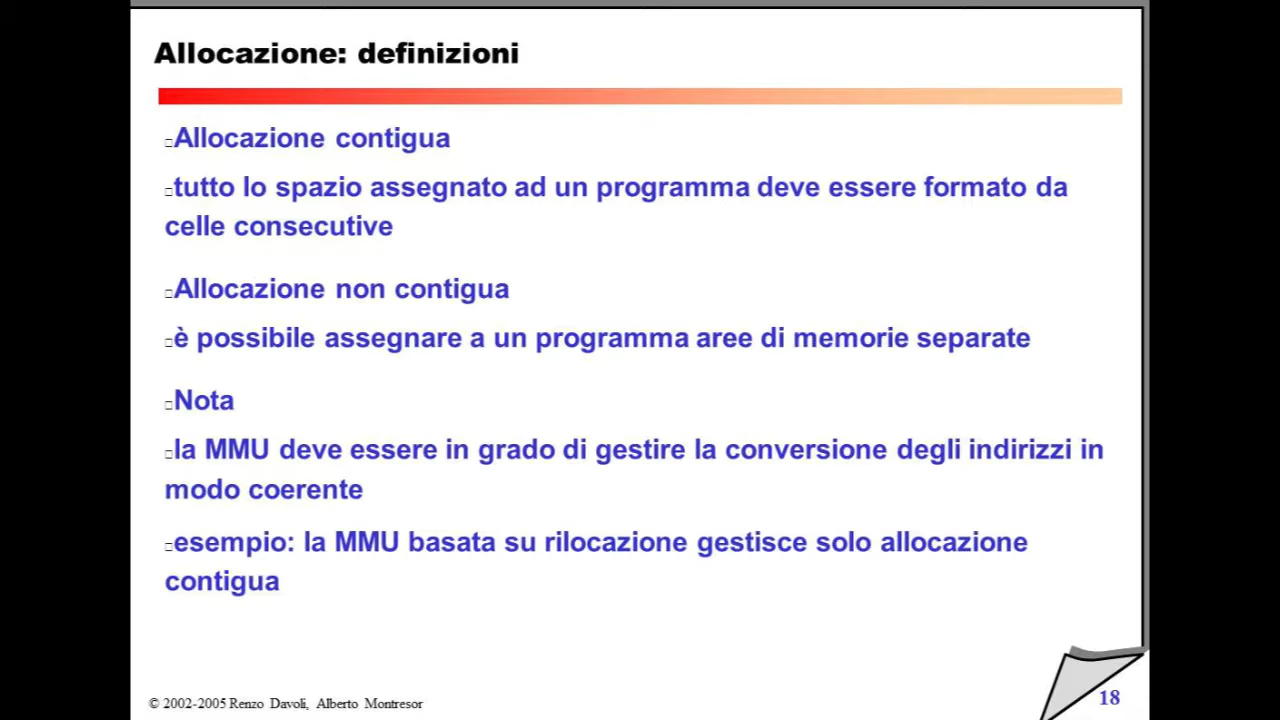 Allocazione: definizioni
Allocazione contigua
tutto lo spazio assegnato ad un programma deve essere formato da
celle consecutive
Allocazione non contigua
è possibile assegnare a un programma aree di memorie separate
Nota
la MMU deve essere in grado di gestire la conversione degli indirizzi in
modo coerente
esempio: la MMU basata su rilocazione gestisce solo allocazione
contigua
© 2002-2005 Renzo Davoli, Alberto Montresor
18